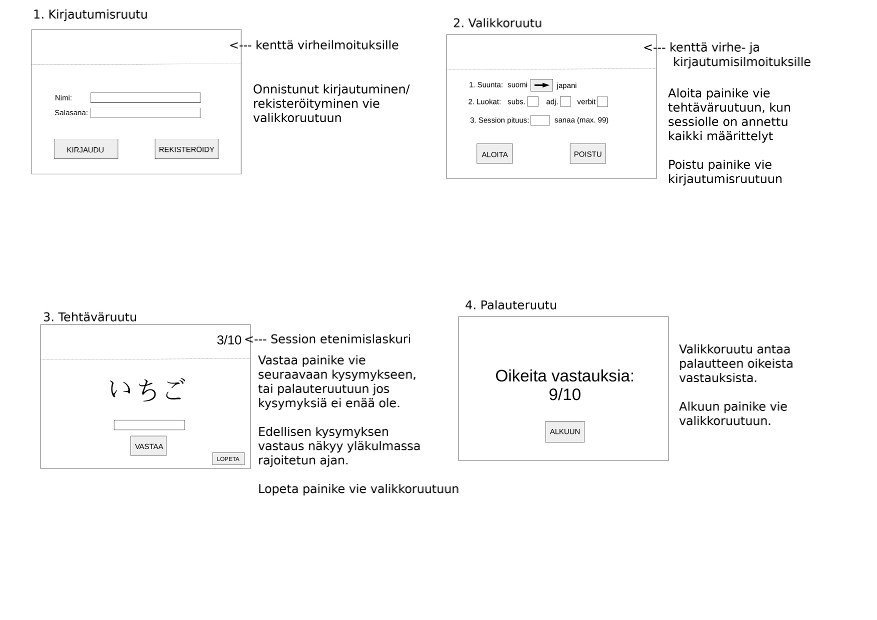 1. Kirjautumisruutu
<--- kenttä virheilmoituksille
Nimi:
Salasana:
KIRJAUDU
REKISTERÖIDY
Onnistunut kirjautuminen/
rekisteröityminen vie
valikkoruutuun
2. Valikkoruutu
<--- kenttä virhe- ja
kirjautumisilmoituksille
1. Suunta: suomi japani
2. Luokat: subs. adj. verbit
3. Session pituus: sanaa (max. 99)
ALOITA
POISTU
Aloita painike vie
tehtäväruutuun, kun
sessiolle on annettu
kaikki määrittelyt
Poistu painike vie
kirjautumisruutuun
3. Tehtäväruutu
3/10 <--- Session etenimislaskuri
いちご
VASTAA
LOPETA
Vastaa painike vie
seuraavaan kysymykseen,
tai palauteruutuun jos
kysymyksiä ei enää ole.
Edellisen kysymyksen
vastaus näkyy yläkulmassa
rajoitetun ajan.
Lopeta painike vie valikkoruutuun
4. Palauteruutu
Oikeita vastauksia:
9/10
ALKUUN
Valikkoruutu antaa
palautteen oikeista
vastauksista.
Alkuun painike vie
valikkoruutuun.